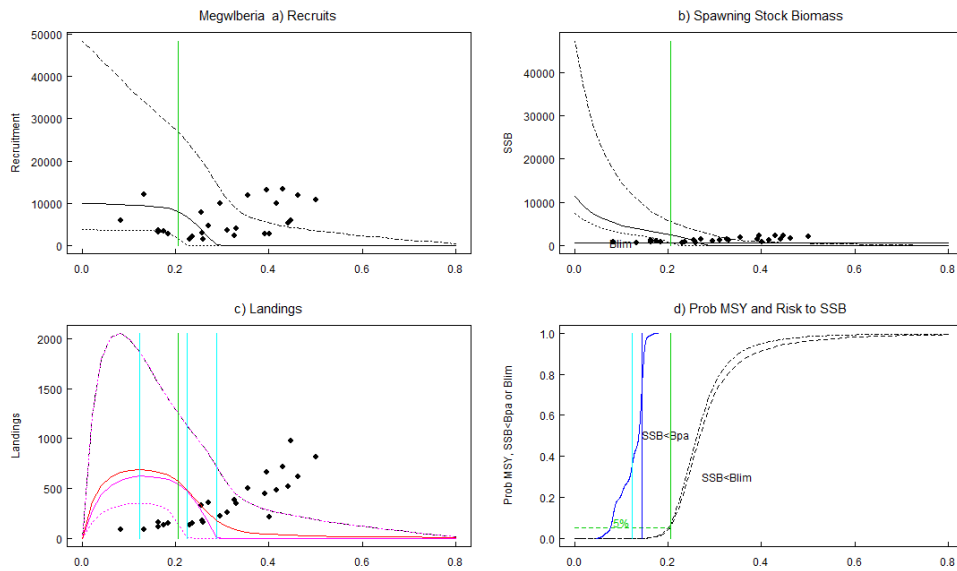 MegwIberia a) Recruits
50000
40000
30000
20000
10000
0
Recruitment
0.0 0.2 0.4 0.6 0.8
b) Spawning Stock Biomass
40000
30000
20000
10000
0
SSB
Blim
0.0 0.2 0.4 0.6 0.8
c) Landings
2000
1500
1000
500
0
Landings
0.0 0.2 0.4 0.6 0.8
d) Prob MSY and Risk to SSB
1.0
0.8
0.6
0.4
0.2
0.0
Prob MSY, SSB<Bpa or Blim
SSB<Bpa
SSB<Blim
5%
0.0 0.2 0.4 0.6 0.8